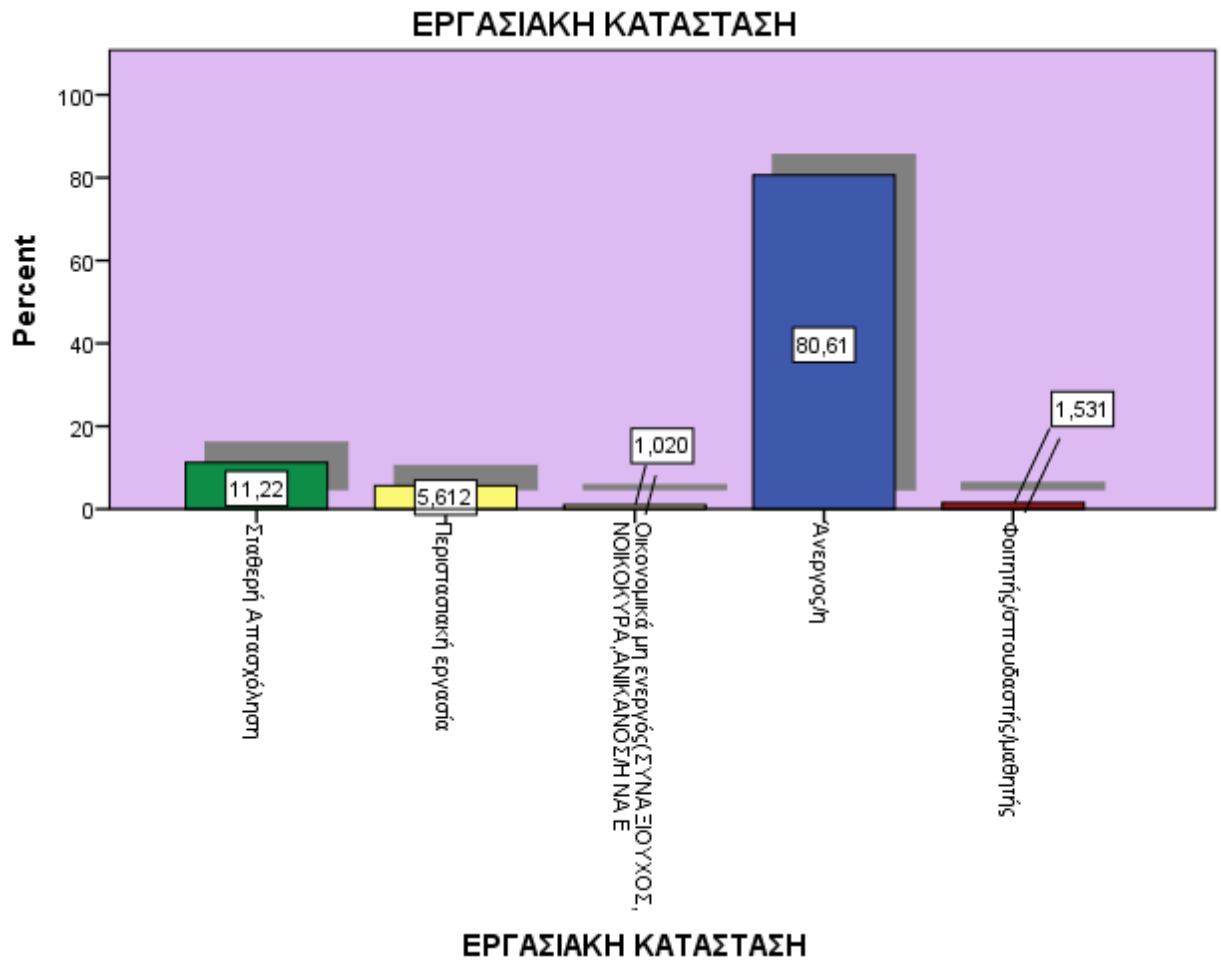 ΕΡΓΑΣΙΑΚΗ ΚΑΤΑΣΤΑΣΗ
Percent
100
80
60
40
20
0
11,22
5,612
1,020
80,61
1,531
Σταθερή Απασχόληση
Περιστασιακή εργασία
Οικονομικά μη ενεργός(ΣΥΝΑΞΙΟΥΧΟΣ,
ΝΟΙΚΟΚΥΡΑ,ΑΝΙΚΑΝΟΣ/Η ΝΑ Ε
Άνεργος/η
Φοιτητής/σπουδαστής/μαθητής
ΕΡΓΑΣΙΑΚΗ ΚΑΤΑΣΤΑΣΗ